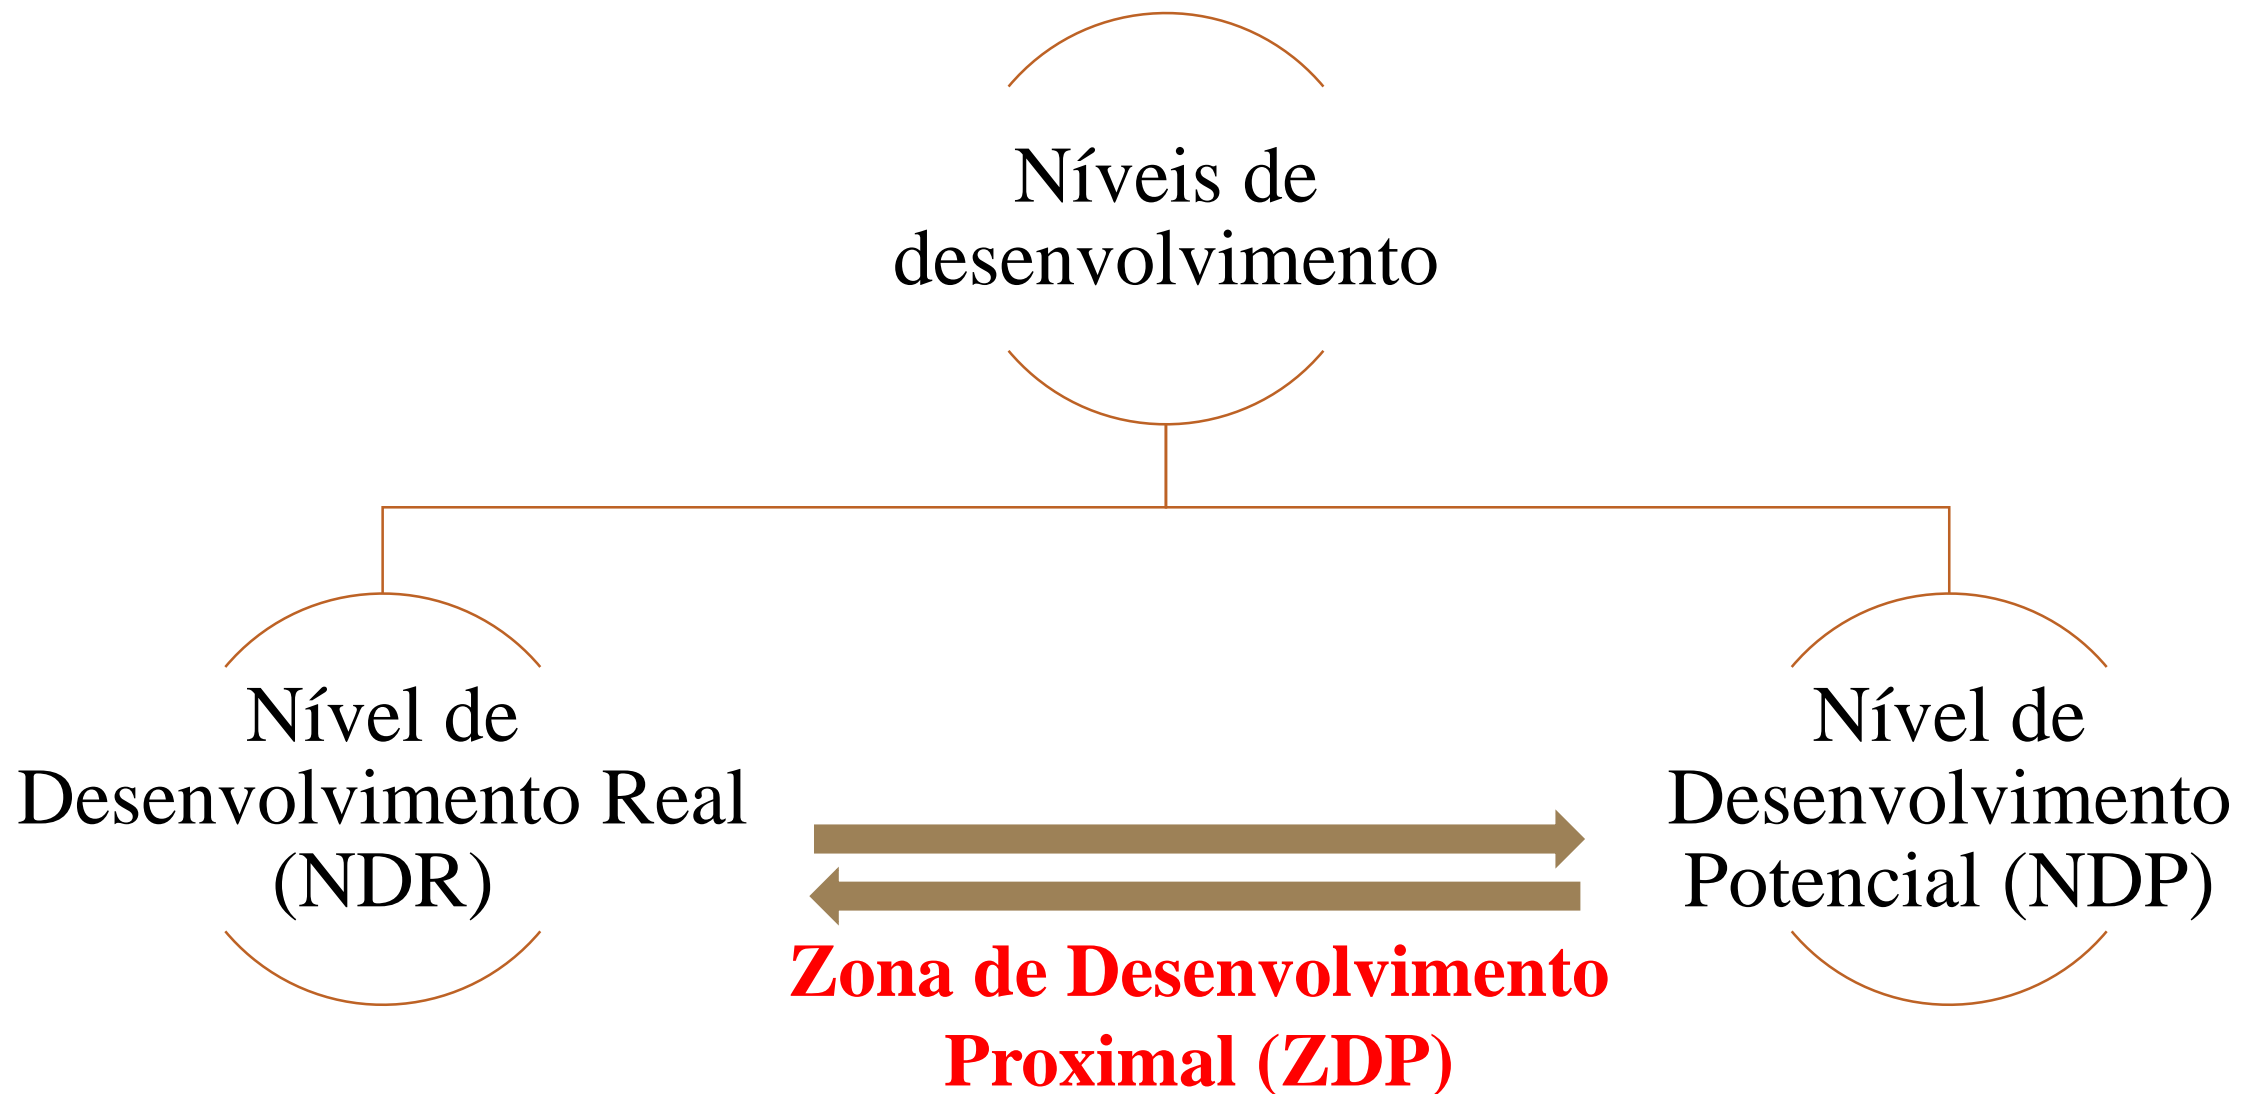 Níveis de
desenvolvimento
Nível de
Desenvolvimento Real
(NDR)
Nível de
Desenvolvimento
Potencial (NDP)
Zona de Desenvolvimento
Proximal (ZDP)